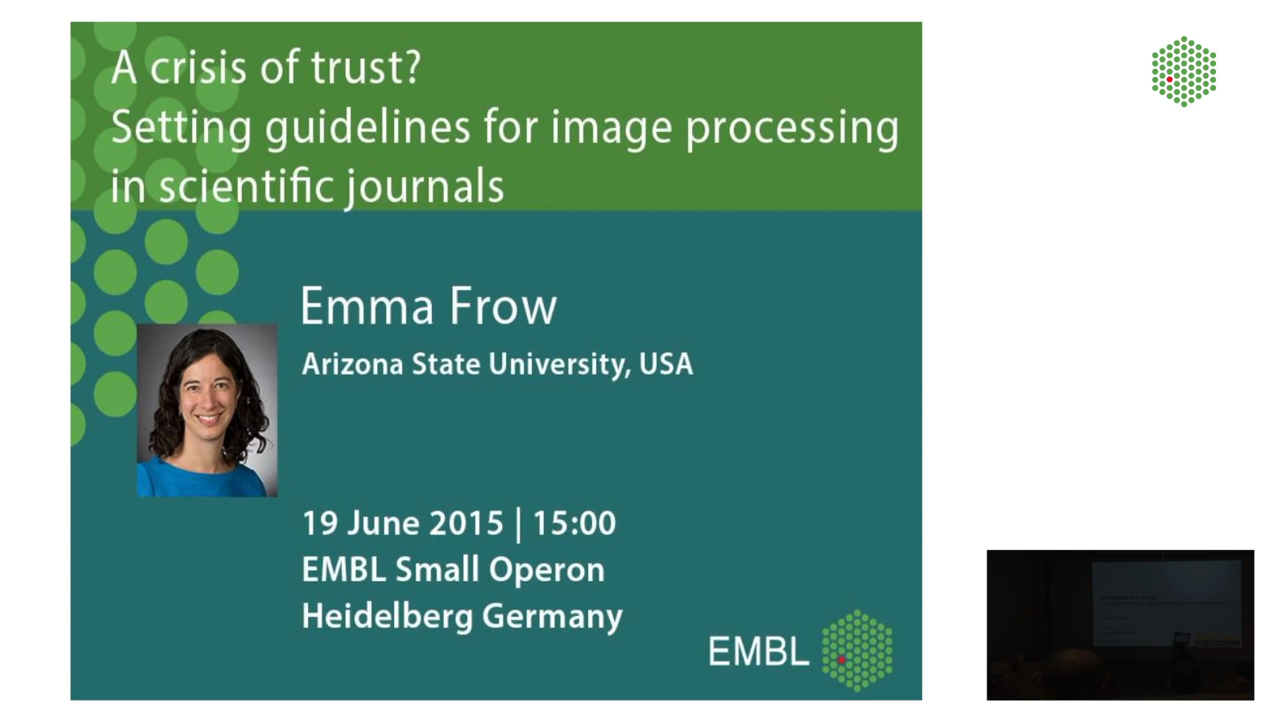 A crisis of trust?
Setting guidelines for image processing
in scientific journals
Emma Frow
Arizona State University, USA
19 June 2015 | 15:00
EMBL Small Operon
Heidelberg Germany
EMBL